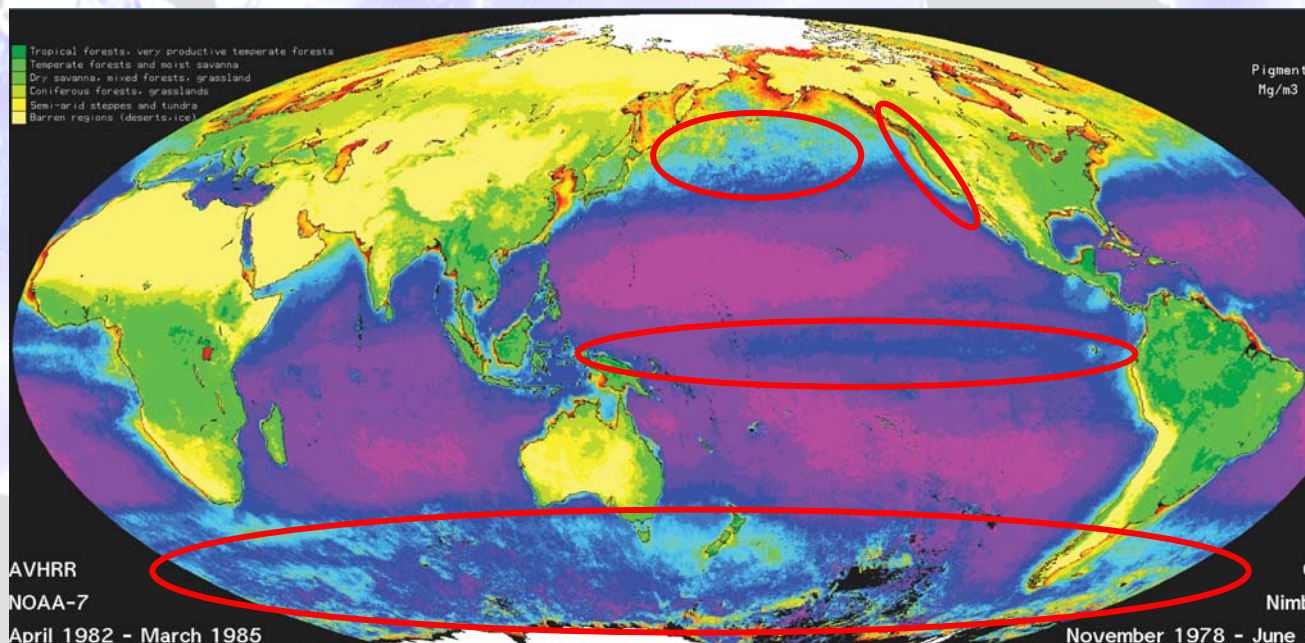 Tropical forests, very productive temperate forests
Temperate forests and moist savanna
Dry savanna, mixed forests, grassland
Coniferous forests, grasslands
Semi-arid steppes and tundra
Barren regions (deserts,ice)
Pigment
Mg/m3
AVHRR
NOAA-7
April 1982 - March 1985
Nimb
November 1978 - June